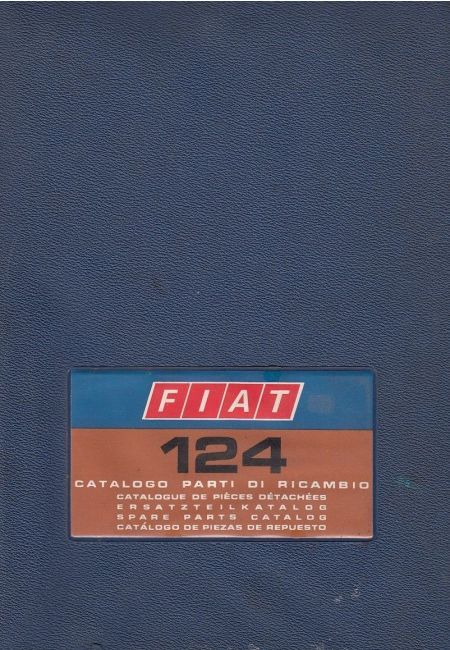 FIAT
124
CATALOGO PARTI DI RICAMBIO
CATALOGUE DE PIÈCES DÉTACHÉES
ERSATZTEILKATALOG
SPARE PARTS CATALOG
CATÁLOGO DE PIEZAS DE REPUESTO